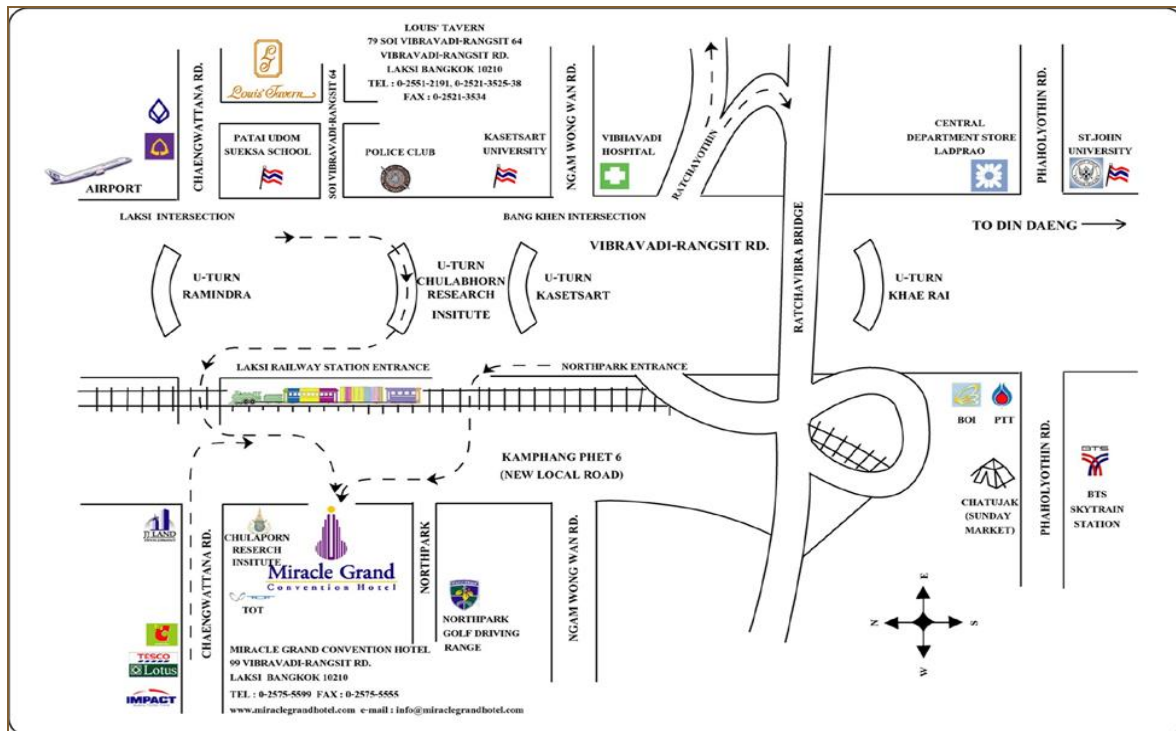 LOUIS' TAVERN
79 SOI VIBRAVADI-RANGSIT 64
VIBRAVADI-RANGSIT RD.
LAKSI BANGKOK 10210
TEL : 0-2551-2191, 0-2521-3525-38
FAX : 0-2521-3534
Louis' Tavern
CHAENGWATTANA RD.
SOI VIBRAVADI-RANGSIT 64
NGAM WONG WAN RD.
PHAHOLYOTHIN RD.
AIRPORT
PATAI UDOM
SUEKSA SCHOOL
POLICE CLUB
KASETSART
UNIVERSITY
VIBHAVADI
HOSPITAL
RATCHAYOTHIN
CENTRAL
DEPARTMENT STORE
LADPRAO
ST.JOHN
UNIVERSITY
LAKSI INTERSECTION
BANG KHEN INTERSECTION
TO DIN DAENG
VIBRAVADI-RANGSIT RD.
RATCHAVIBRA BRIDGE
U-TURN
RAMINDRA
U-TURN
CHULABHORN
RESEARCH
INSITUTE
U-TURN
KASETSART
U-TURN
KHAE RAI
LAKSI RAILWAY STATION ENTRANCE
NORTHPARK ENTRANCE
BOI
PTT
KAMPHANG PHET 6
(NEW LOCAL ROAD)
CHATUJAK
(SUNDAY
MARKET)
PHAHOLYOTHIN RD.
BTS
BTS
SKYTRAIN
STATION
JJ LAND
CHAENGWATTANA RD.
CHULAPORN
RESERCH
INSITUTE
Miracle Grand
Convention Hotel
TOT
NORTHPARK
NORTHPARK
GOLF DRIVING
RANGE
NGAM WONG WAN RD.
TESCO
Lotus
IMPACT
MIRACLE GRAND CONVENTION HOTEL
99 VIBRAVADI-RANGSIT RD.
LAKSI BANGKOK 10210
TEL : 0-2575-5599 FAX : 0-2575-5555
www.miraclegrandhotel.com e-mail : info@miraclegrandhotel.com
E
N
S
W